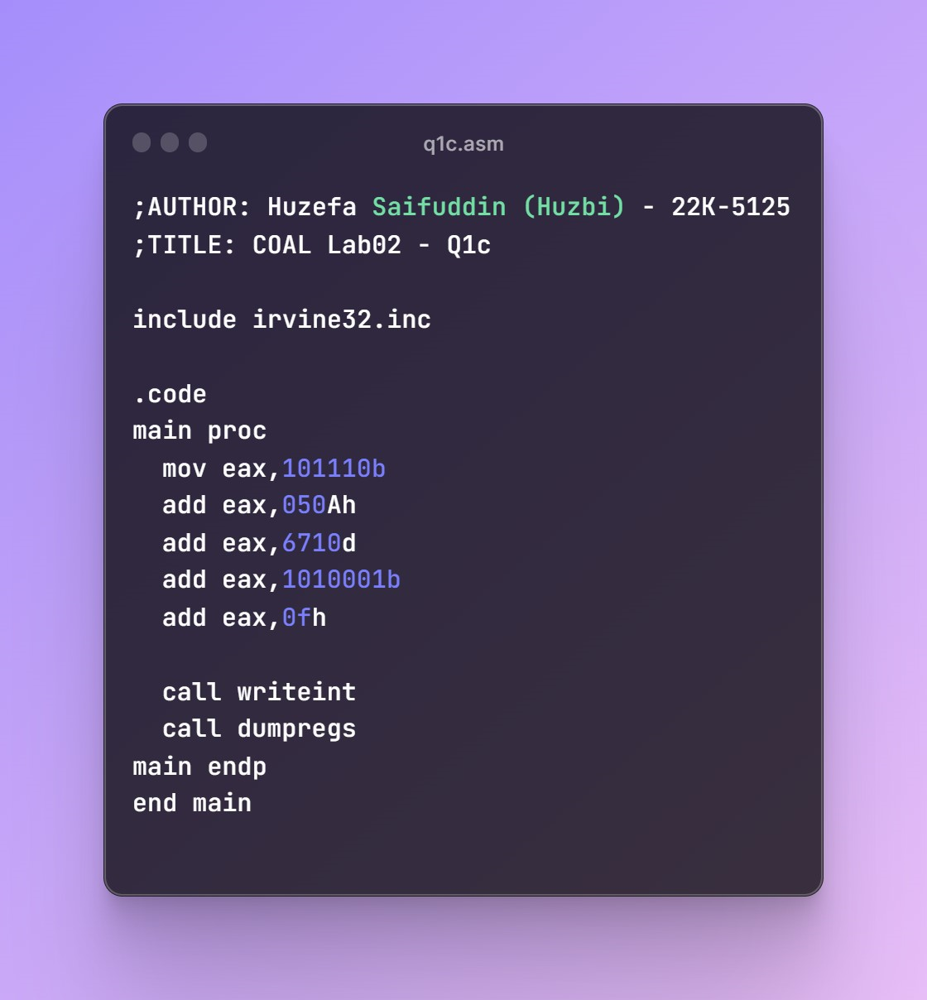 q1c.asm
;AUTHOR: Huzefa Saifuddin (Huzbi) - 22K-5125
;TITLE: COAL Lab02 - Q1c
include irvine32.inc
.code
main proc
mov eax,101110b
add eax,050Ah
add eax,6710d
add eax,1010001b
add eax,0fh
call writeint
call dumpregs
main endp
end main